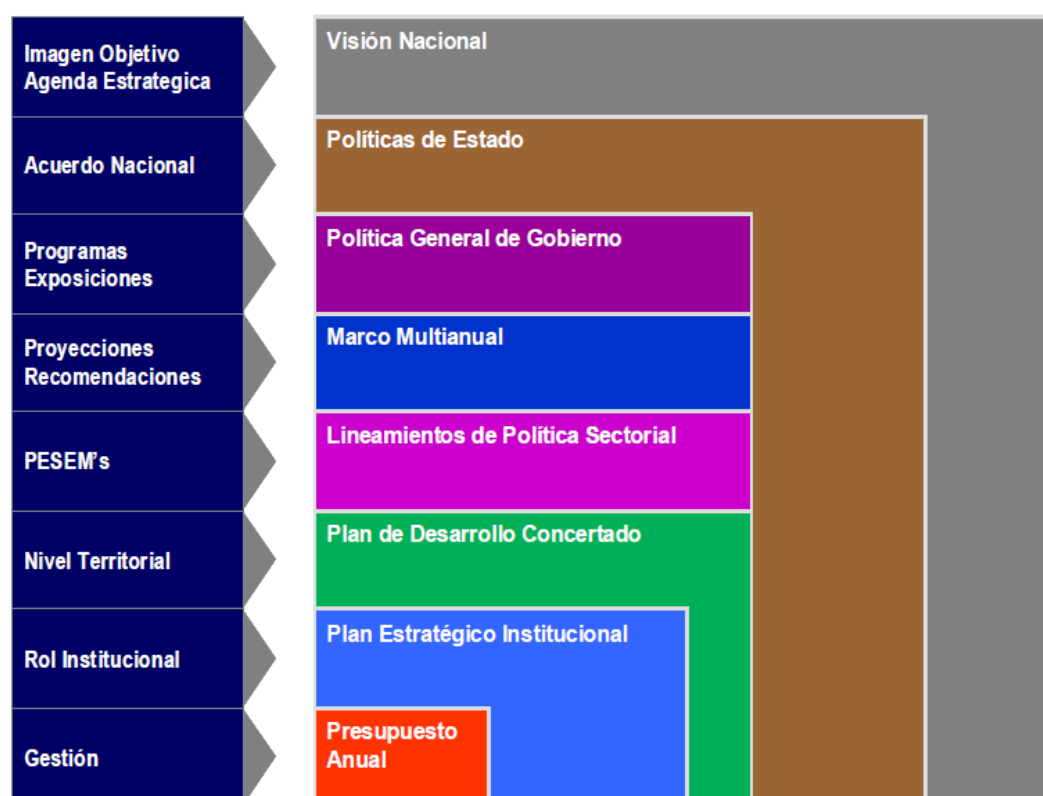 Imagen Objetivo
Agenda Estrategica
Visión Nacional
Acuerdo Nacional
Políticas de Estado
Programas
Exposiciones
Política General de Gobierno
Proyecciones
Recomendaciones
Marco Multianual
PESEM's
Lineamientos de Política Sectorial
Nivel Territorial
Plan de Desarrollo Concertado
Rol Institucional
Plan Estratégico Institucional
Gestión
Presupuesto
Anual